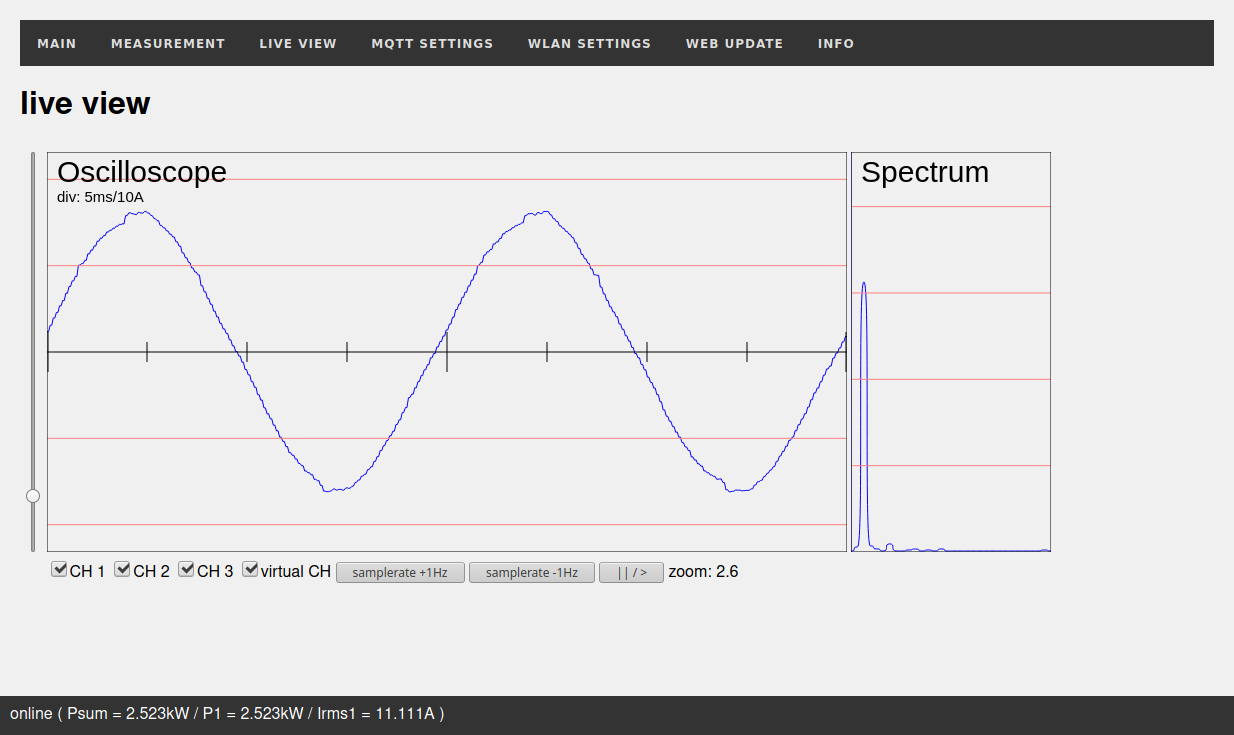 MAIN MEASUREMENT LIVE VIEW MQTT SETTINGS WLAN SETTINGS WEB UPDATE INFO
live view
Oscilloscope
div: 5ms/10A
Spectrum
CH 1 CH 2 CH 3 virtual CH samplerate +1Hz samplerate -1Hz || / > zoom: 2.6
online ( Psum = 2.523kW / P1 = 2.523kW / Irms1 = 11.111A )